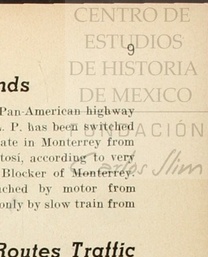 CENTRO DE
ESTUDIOS
9
DE HISTORIA
DE MEXICO
FUNDACIÓN
Carlos Slim
nds
Pan-American highway
. P. has been switched
ate in Monterrey from
tosi, according to very
Blocker of Monterrey.
ched by motor from
only by slow train from
Routes Traffic